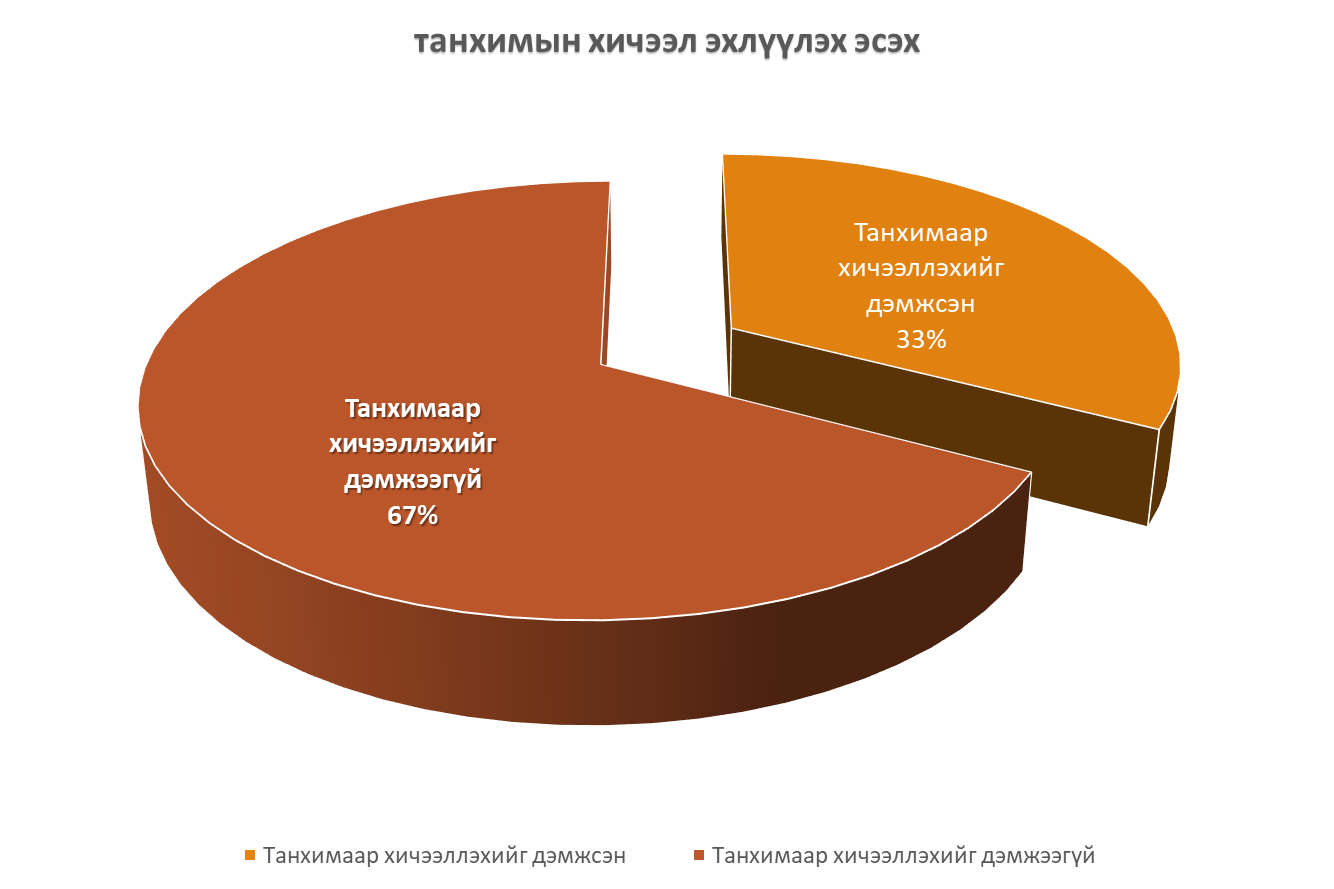 танхимын хичээл эхлүүлэх эсэх
Танхимаар
хичээллэхийг
дэмжсэн
33%
Танхимаар
хичээллэхийг
дэмжээгүй
67%
Танхимаар хичээллэхийг дэмжсэн
Танхимаар хичээллэхийг дэмжээгүй